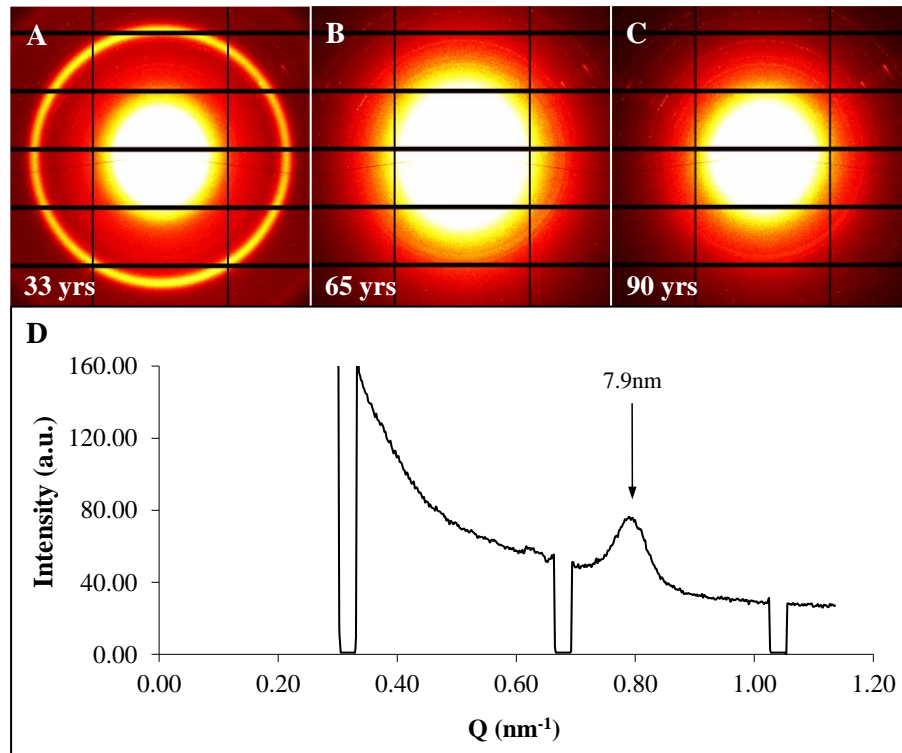 A
B
C
33 yrs
65 yrs
90 yrs
D
160.00
7.9nm
120.00
80.00
40.00
0.00
Intensity (a.u.)
0.00 0.20 0.40 0.60 0.80 1.00 1.20
Q (nm⁻¹)